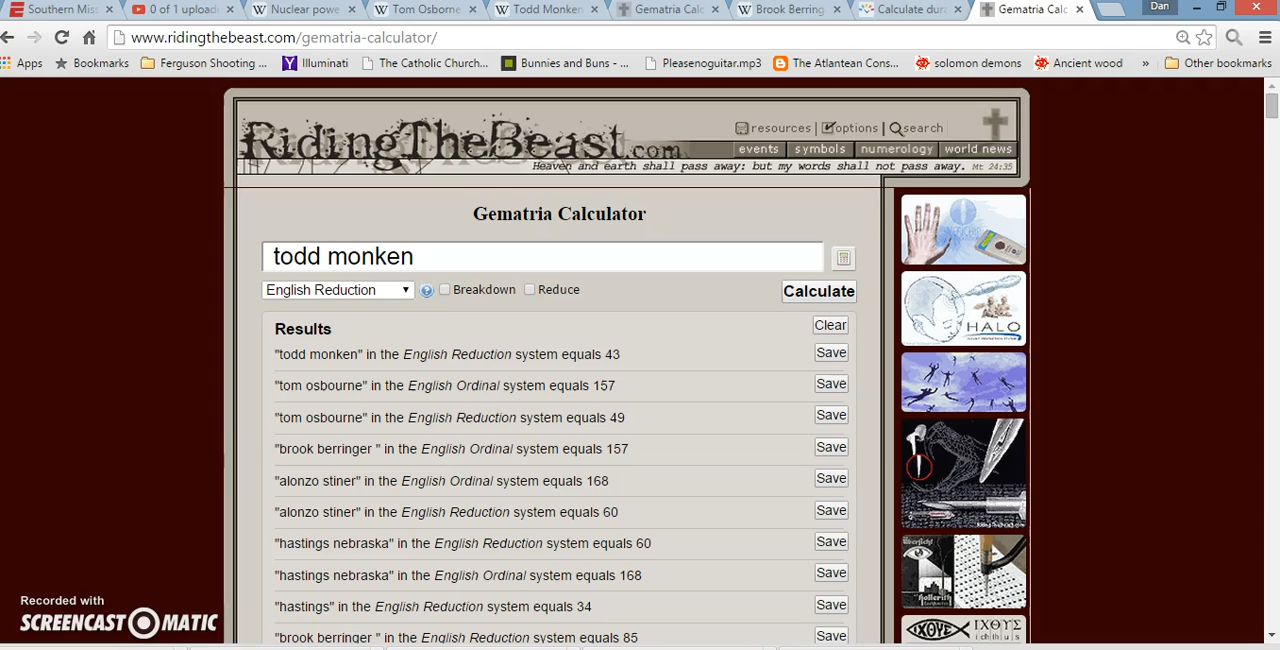 Southern Miss
0 of 1 upload
Nuclear powe
Tom Osborne
Todd Monken
Gematria Calc
Brook Berring
Calculate dura
Gematria Calc
Dan
www.ridingthebeast.com/gematria-calculator/
Apps
Bookmarks
Ferguson Shooting ...
Illuminati
The Catholic Church...
Bunnies and Buns - ...
Pleasenoguitar.mp3
The Atlantean Cons...
solomon demons
Ancient wood
»
Other bookmarks
RidingTheBeast.com
resources | options | search
events | symbols | numerology | world news
Heaven and earth shall pass away: but my words shall not pass away. Mt 24:35
Gematria Calculator
todd monken
English Reduction
Breakdown
Reduce
Calculate
Results
Clear
"todd monken" in the English Reduction system equals 43
Save
"tom osbourne" in the English Ordinal system equals 157
Save
"tom osbourne" in the English Reduction system equals 49
Save
"brook berringer " in the English Ordinal system equals 157
Save
"alonzo stiner" in the English Ordinal system equals 168
Save
"alonzo stiner" in the English Reduction system equals 60
Save
"hastings nebraska" in the English Reduction system equals 60
Save
"hastings nebraska" in the English Ordinal system equals 168
Save
"hastings" in the English Reduction system equals 34
Save
"brook berringer " in the English Reduction system equals 85
Save
HALO
ΙΧΘΥΣ
ichthus
Recorded with
SCREENCAST-O-MATIC